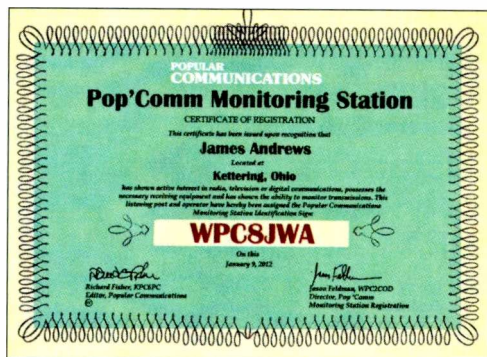 POPULAR
COMMUNICATIONS
Pop'Comm Monitoring Station
CERTIFICATE OF REGISTRATION
This certificate has been issued upon recognition that
James Andrews
Located at
Kettering, Ohio
has shown active interest in radio, television or digital communications, possesses the
necessary receiving equipment and has shown the ability to monitor transmissions. This
listening post and operator have hereby been assigned the Popular Communications
Monitoring Station Identification Sign:
WPC8JWA
On this
January 9, 2012
Richard Fisher, KPC6PC
Editor, Popular Communications
Jason Feldman, WPC2COD
Director, Pop'Comm
Monitoring Station Registration